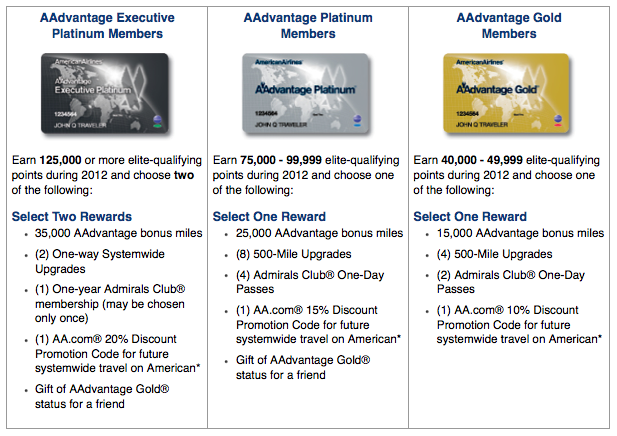 AAdvantage Executive
Platinum Members
AmericanAirlines
AAdvantage
Executive Platinum
1234564
JOHN Q TRAVELER
Earn 125,000 or more elite-qualifying
points during 2012 and choose two
of the following:
Select Two Rewards
• 35,000 AAdvantage bonus miles
• (2) One-way Systemwide
Upgrades
• (1) One-year Admirals Club®
membership (may be chosen
only once)
• (1) AA.com® 20% Discount
Promotion Code for future
systemwide travel on American*
• Gift of AAdvantage Gold®
status for a friend
AAdvantage Platinum
Members
AmericanAirlines
AAdvantage Platinum®
1234564
JOHN Q TRAVELER
Earn 75,000 - 99,999 elite-qualifying
points during 2012 and choose one
of the following:
Select One Reward
• 25,000 AAdvantage bonus miles
• (8) 500-Mile Upgrades
• (4) Admirals Club® One-Day
Passes
• (1) AA.com® 15% Discount
Promotion Code for future
systemwide travel on American*
• Gift of AAdvantage Gold®
status for a friend
AAdvantage Gold
Members
AmericanAirlines
AAdvantage Gold®
1234564
JOHN Q TRAVELER
Earn 40,000 - 49,999 elite-qualifying
points during 2012 and choose one
of the following:
Select One Reward
• 15,000 AAdvantage bonus miles
• (4) 500-Mile Upgrades
• (2) Admirals Club® One-Day
Passes
• (1) AA.com® 10% Discount
Promotion Code for future
systemwide travel on American*